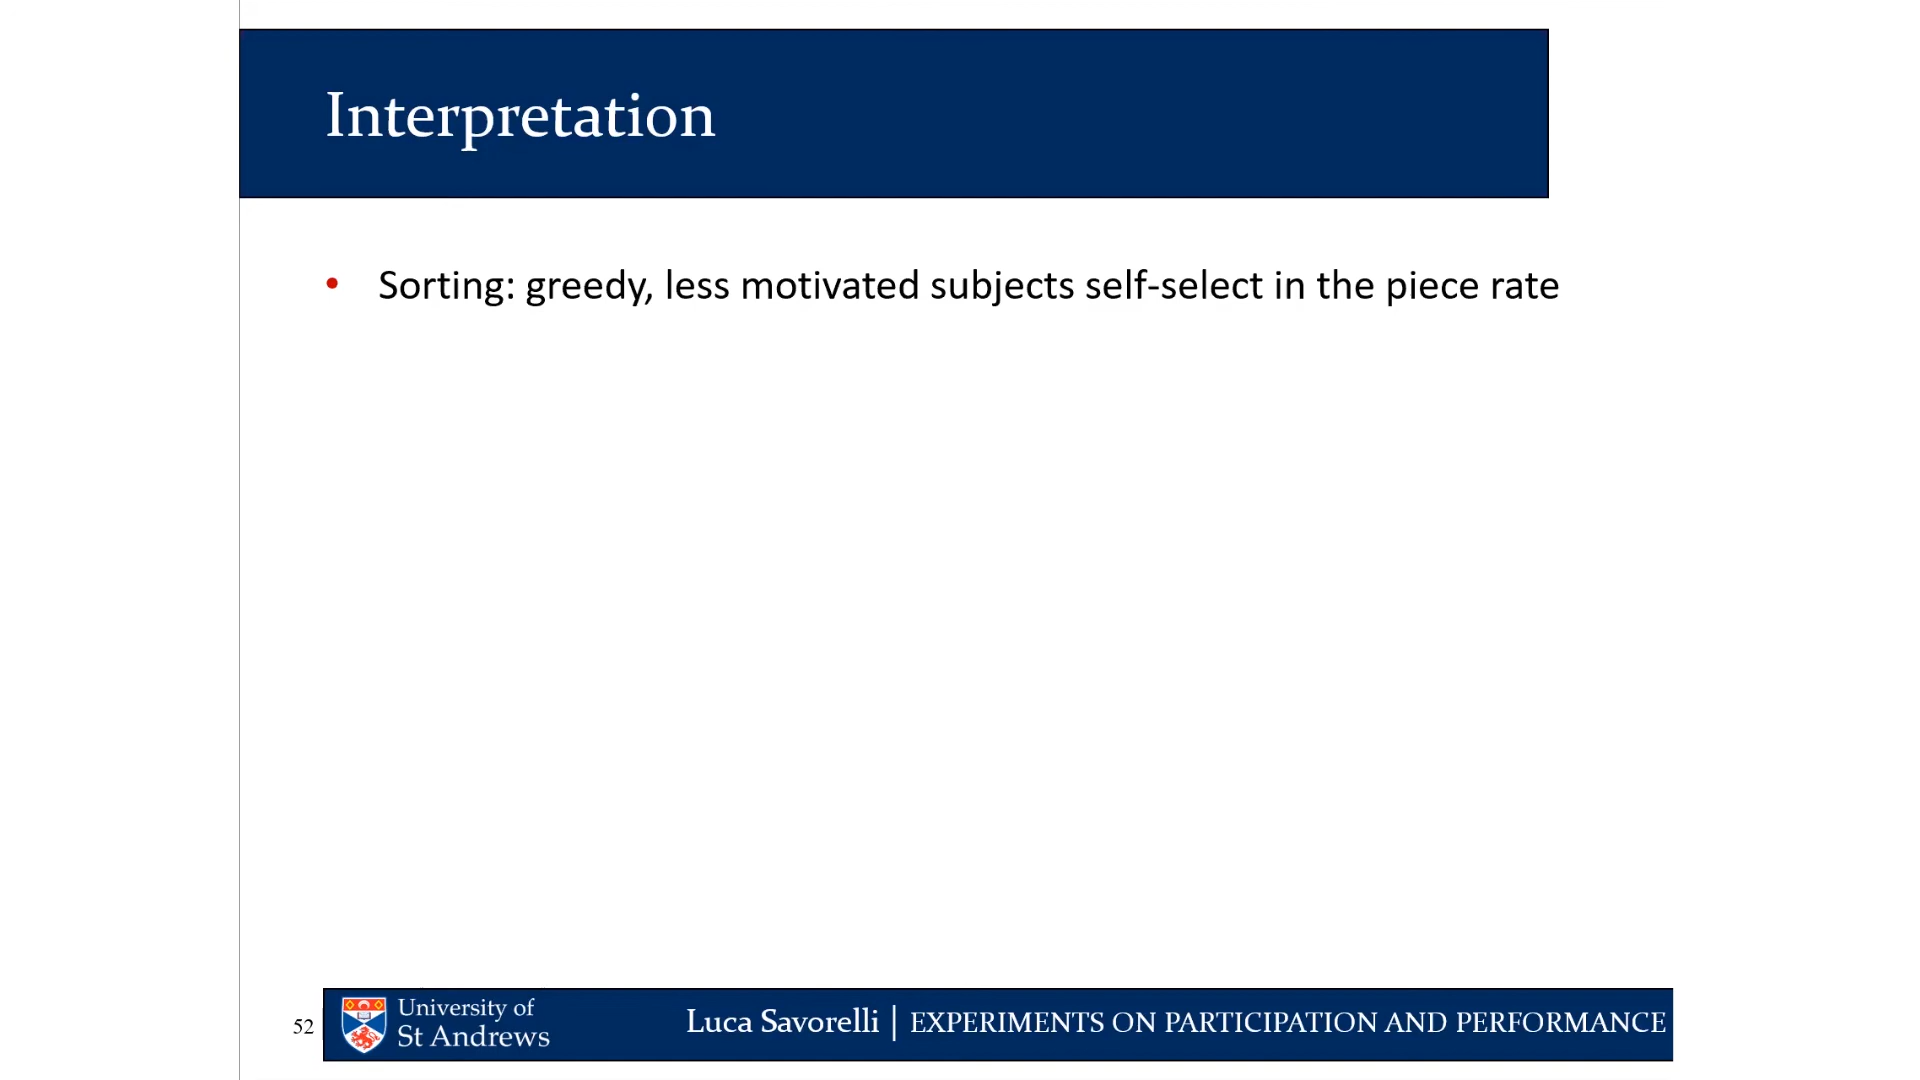 Interpretation
• Sorting: greedy, less motivated subjects self-select in the piece rate
52
University of
St Andrews
Luca Savorelli | EXPERIMENTS ON PARTICIPATION AND PERFORMANCE